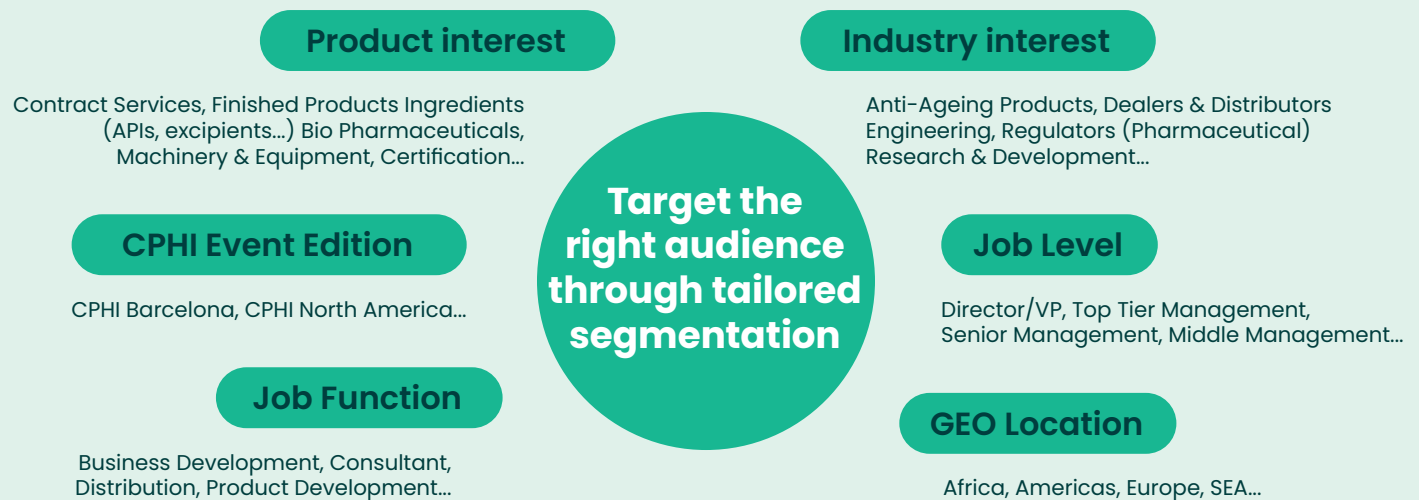 Product interest
Contract Services, Finished Products Ingredients
(APIs, excipients...) Bio Pharmaceuticals,
Machinery & Equipment, Certification...
CPHI Event Edition
CPHI Barcelona, CPHI North America...
Job Function
Business Development, Consultant,
Distribution, Product Development...
Target the
right audience
through tailored
segmentation
Industry interest
Anti-Ageing Products, Dealers & Distributors
Engineering, Regulators (Pharmaceutical)
Research & Development...
Job Level
Director/VP, Top Tier Management,
Senior Management, Middle Management...
GEO Location
Africa, Americas, Europe, SEA...